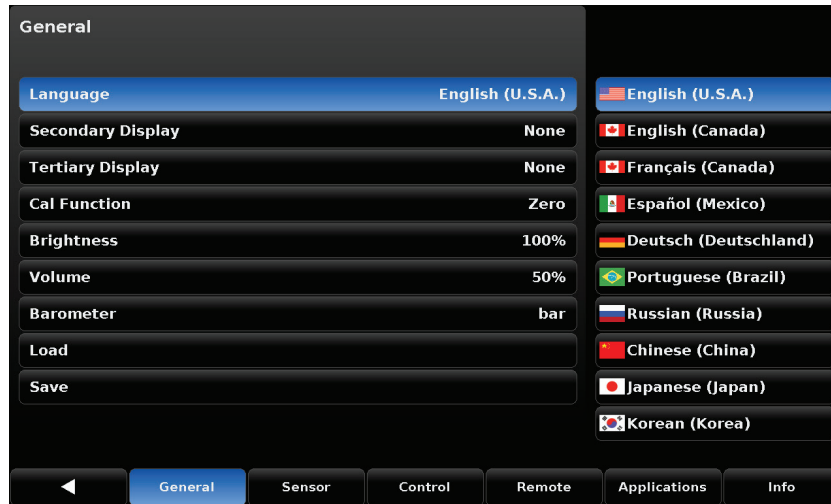 General
Language English (U.S.A.)
Secondary Display None
Tertiary Display None
Cal Function Zero
Brightness 100%
Volume 50%
Barometer bar
Load
Save
English (U.S.A.)
English (Canada)
Français (Canada)
Español (Mexico)
Deutsch (Deutschland)
Portuguese (Brazil)
Russian (Russia)
Chinese (China)
Japanese (Japan)
Korean (Korea)
General Sensor Control Remote Applications Info